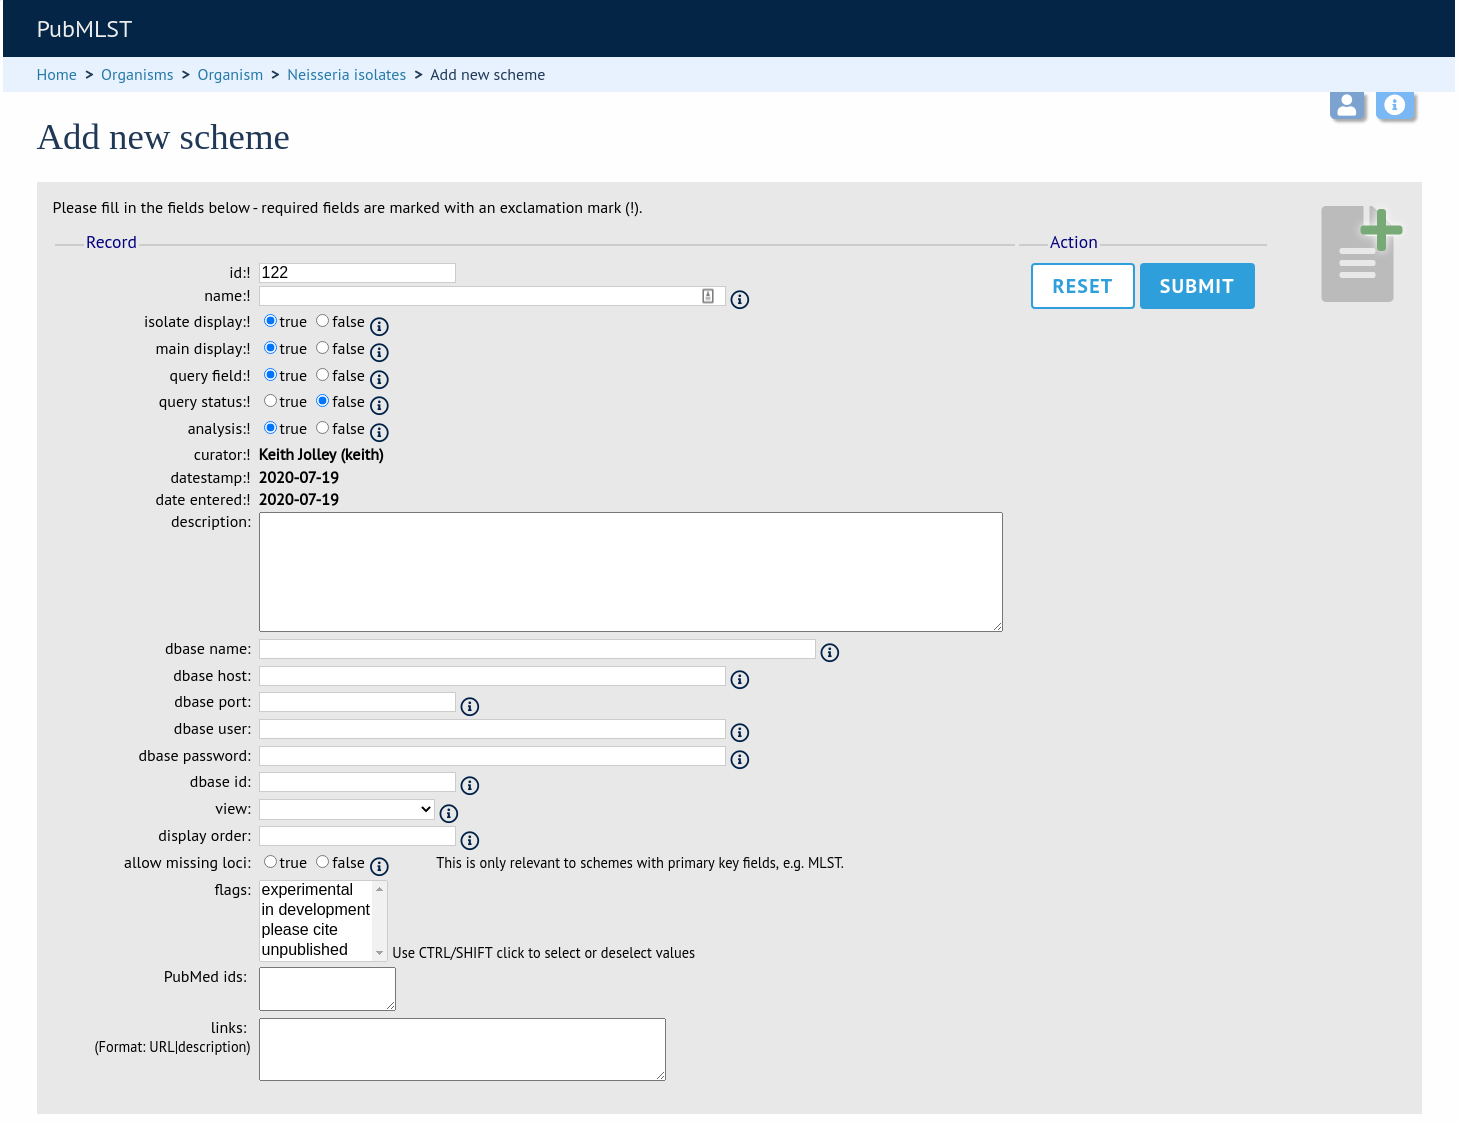 PubMLST
Home > Organisms > Organism > Neisseria isolates > Add new scheme
Add new scheme
Please fill in the fields below - required fields are marked with an exclamation mark (!).
Record
Action
id:! 122
RESET SUBMIT
name:!
isolate display:! true false
main display:! true false
query field:! true false
query status:! true false
analysis:! true false
curator:! Keith Jolley (keith)
datestamp:! 2020-07-19
date entered:! 2020-07-19
description:
dbase name:
dbase host:
dbase port:
dbase user:
dbase password:
dbase id:
view:
display order:
allow missing loci: true false This is only relevant to schemes with primary key fields, e.g. MLST.
flags: experimental
in development
please cite
unpublished
Use CTRL/SHIFT click to select or deselect values
PubMed ids:
links:
(Format: URL|description)